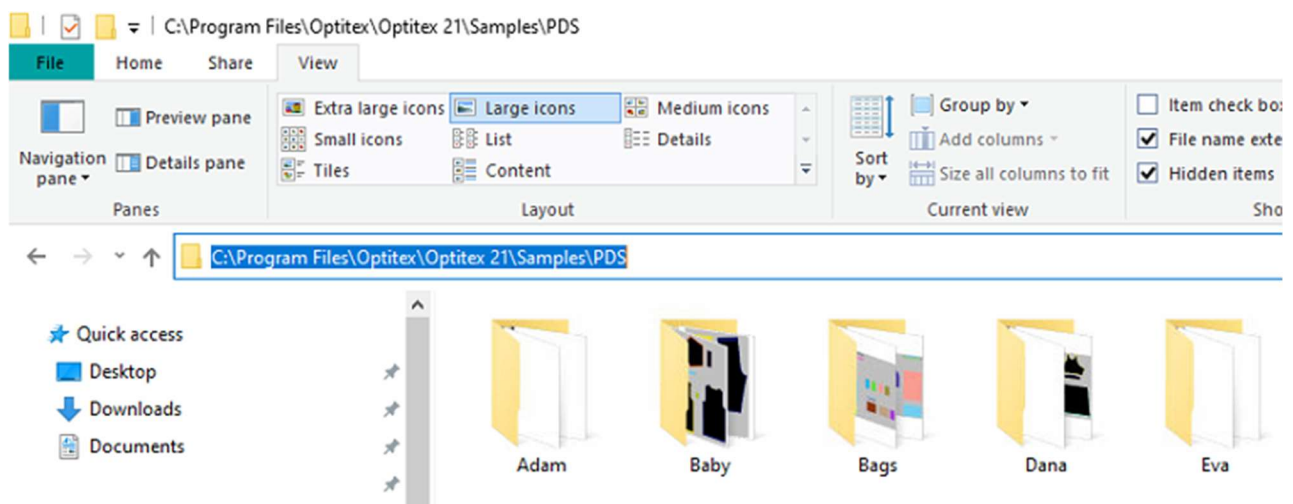 C:\Program Files\Optitex\Optitex 21\Samples\PDS
File Home Share View
Preview pane Extra large icons Large icons Medium icons Group by Item check
Small icons List Details Add columns File name
Navigation pane Details pane Tiles Content Sort by Size all columns to fit Hidden items
Panes Layout Current view
C:\Program Files\Optitex\Optitex 21\Samples\PDS
Quick access
Desktop
Downloads
Documents
Adam Baby Bags Dana Eva